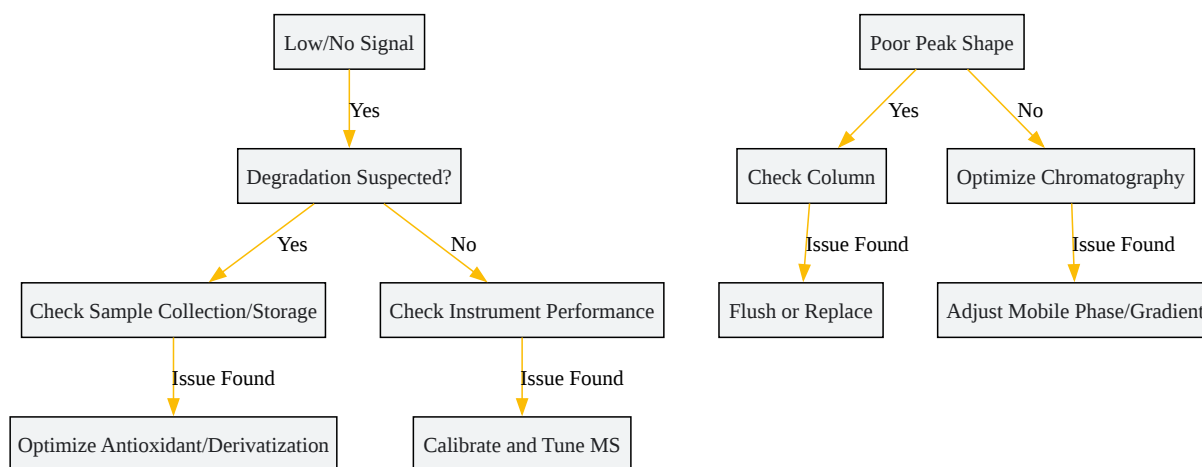 Low/No Signal
Poor Peak Shape
Yes
Yes
No
Degradation Suspected?
Check Column
Optimize Chromatography
Yes
No
Issue Found
Issue Found
Check Sample Collection/Storage
Check Instrument Performance
Flush or Replace
Adjust Mobile Phase/Gradient
Issue Found
Issue Found
Optimize Antioxidant/Derivatization
Calibrate and Tune MS